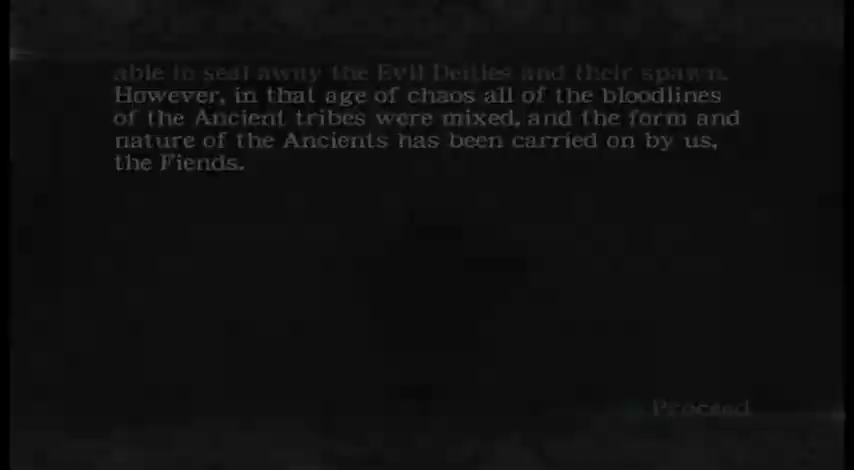 able to seal away the Evil Deities and their spawn.
However, in that age of chaos all of the bloodlines
of the Ancient tribes were mixed, and the form and
nature of the Ancients has been carried on by us,
the Fiends.
Proceed